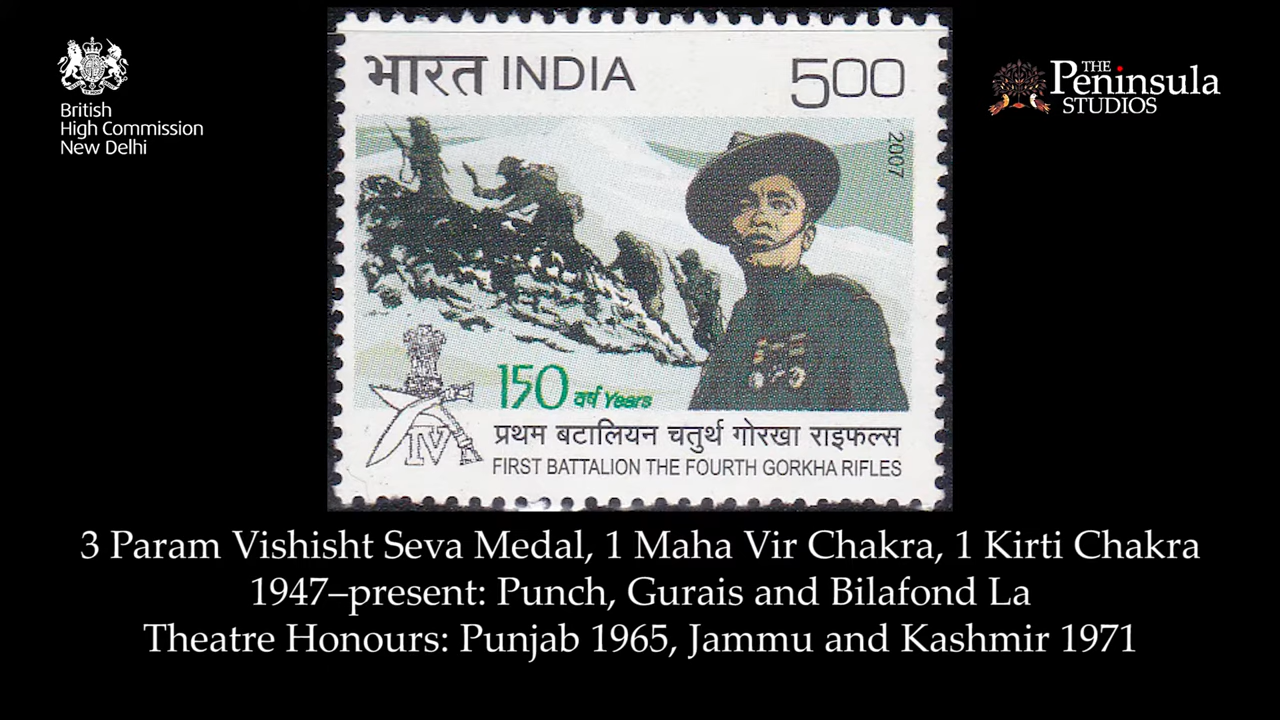 British
High Commission
New Delhi
THE
Peninsula
STUDIOS
भारत INDIA
500
2007
IV
150 वर्ष Years
प्रथम बटालियन चतुर्थ गोरखा राइफल्स
FIRST BATTALION THE FOURTH GORKHA RIFLES
3 Param Vishisht Seva Medal, 1 Maha Vir Chakra, 1 Kirti Chakra
1947–present: Punch, Gurais and Bilafond La
Theatre Honours: Punjab 1965, Jammu and Kashmir 1971